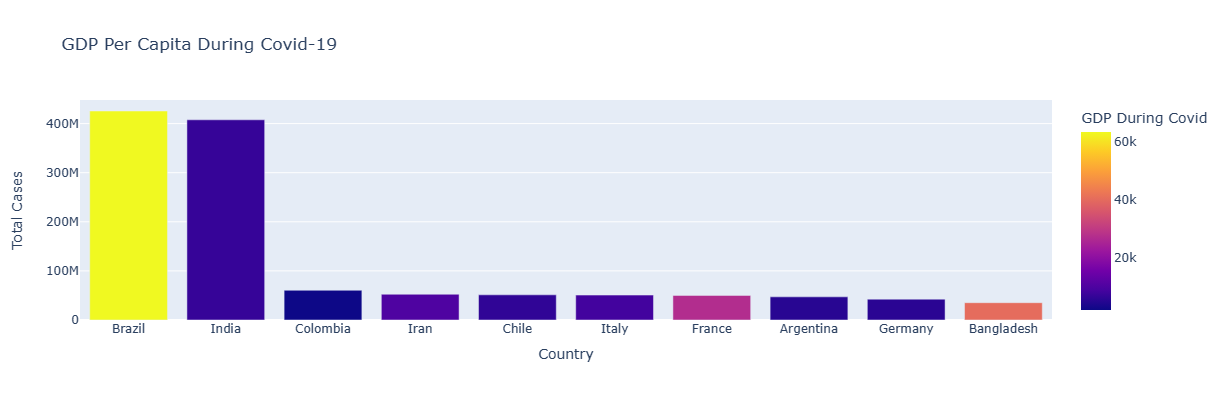 GDP Per Capita During Covid-19
GDP During Covid
60k
40k
20k
Total Cases
400M
300M
200M
100M
0
Brazil India Colombia Iran Chile Italy France Argentina Germany Bangladesh
Country